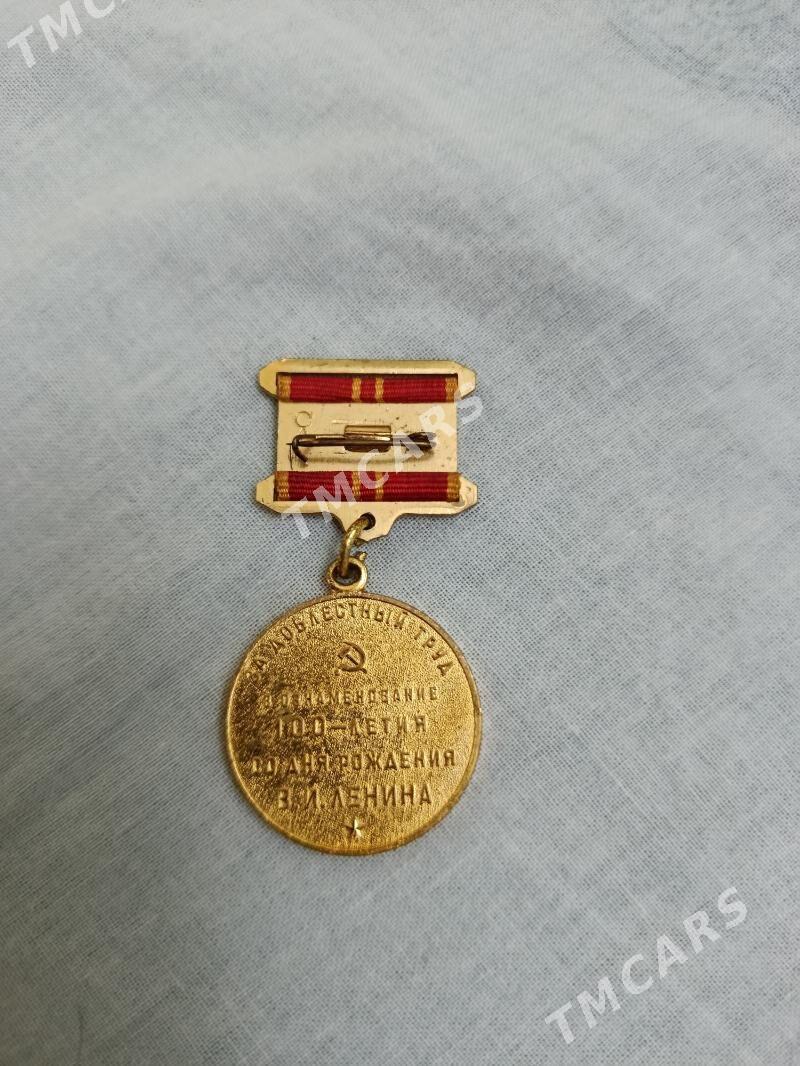 TMCARS
TMCARS
ЗА ДОБЛЕСТНЫЙ ТРУД
В ОЗНАМЕНОВАНИЕ
100-ЛЕТИЯ
СО ДНЯ РОЖДЕНИЯ
В.И. ЛЕНИНА
TMCARS